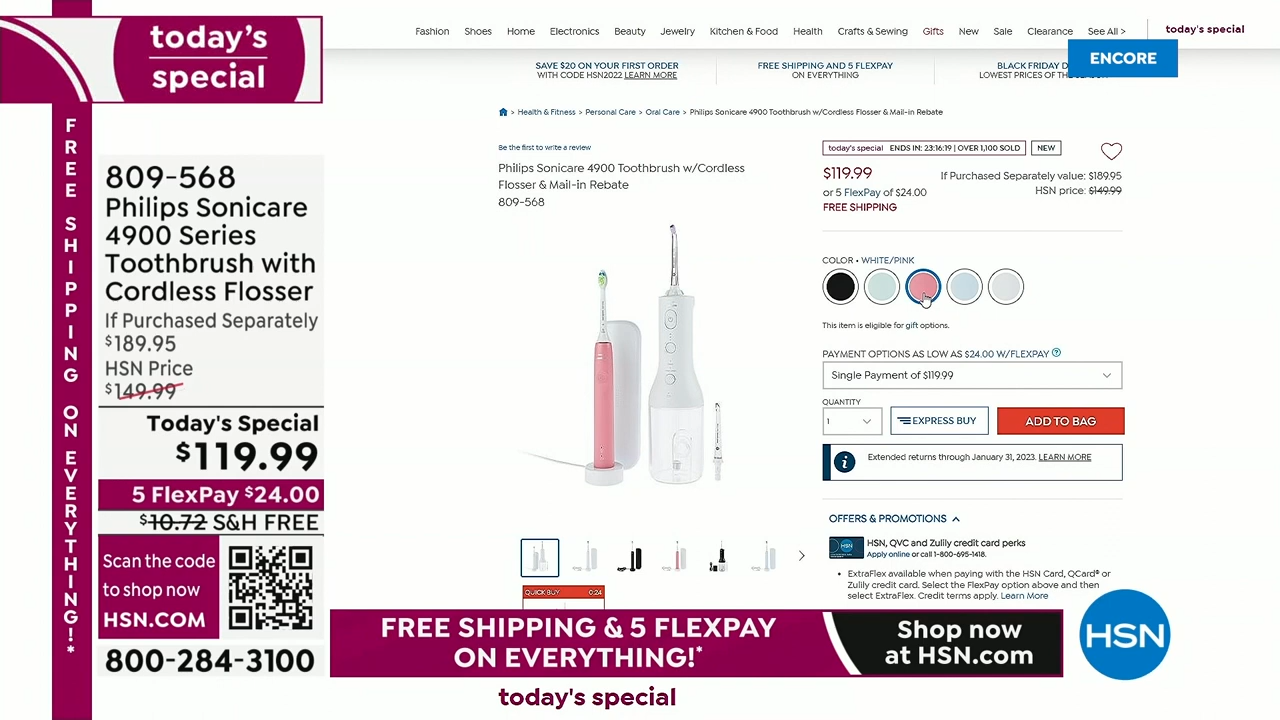 today's
special
FREE SHIPPING ON EVERYTHING!*
809-568
Philips Sonicare
4900 Series
Toothbrush with
Cordless Flosser
If Purchased Separately
$189.95
HSN Price
$149.99
Today's Special
$119.99
5 FlexPay $24.00
$10.72 S&H FREE
Scan the code
to shop now
HSN.COM
800-284-3100
Fashion Shoes Home Electronics Beauty Jewelry Kitchen & Food Health Crafts & Sewing Gifts New Sale Clearance See All > today's special
ENCORE
SAVE $20 ON YOUR FIRST ORDER
WITH CODE HSN2022 LEARN MORE
FREE SHIPPING AND 5 FLEXPAY
ON EVERYTHING
BLACK FRIDAY D
LOWEST PRICES OF THE SEASON
> Health & Fitness > Personal Care > Oral Care > Philips Sonicare 4900 Toothbrush w/Cordless Flosser & Mail-in Rebate
Be the first to write a review
Philips Sonicare 4900 Toothbrush w/Cordless
Flosser & Mail-in Rebate
809-568
today's special ENDS IN: 23:16:19 | OVER 1,100 SOLD NEW
$119.99
or 5 FlexPay of $24.00
FREE SHIPPING
If Purchased Separately value: $189.95
HSN price: $149.99
COLOR • WHITE/PINK
This item is eligible for gift options.
PAYMENT OPTIONS AS LOW AS $24.00 W/FLEXPAY ?
Single Payment of $119.99
QUANTITY
1 EXPRESS BUY ADD TO BAG
Extended returns through January 31, 2023. LEARN MORE
OFFERS & PROMOTIONS
HSN, QVC and Zulily credit card perks
Apply online or call 1-800-695-1418.
• ExtraFlex available when paying with the HSN Card, QCard® or
Zulily credit card. Select the FlexPay option above and then
select ExtraFlex. Credit terms apply. Learn More
QUICK BUY 0:24
FREE SHIPPING & 5 FLEXPAY
ON EVERYTHING!*
Shop now
at HSN.com
HSN
today's special